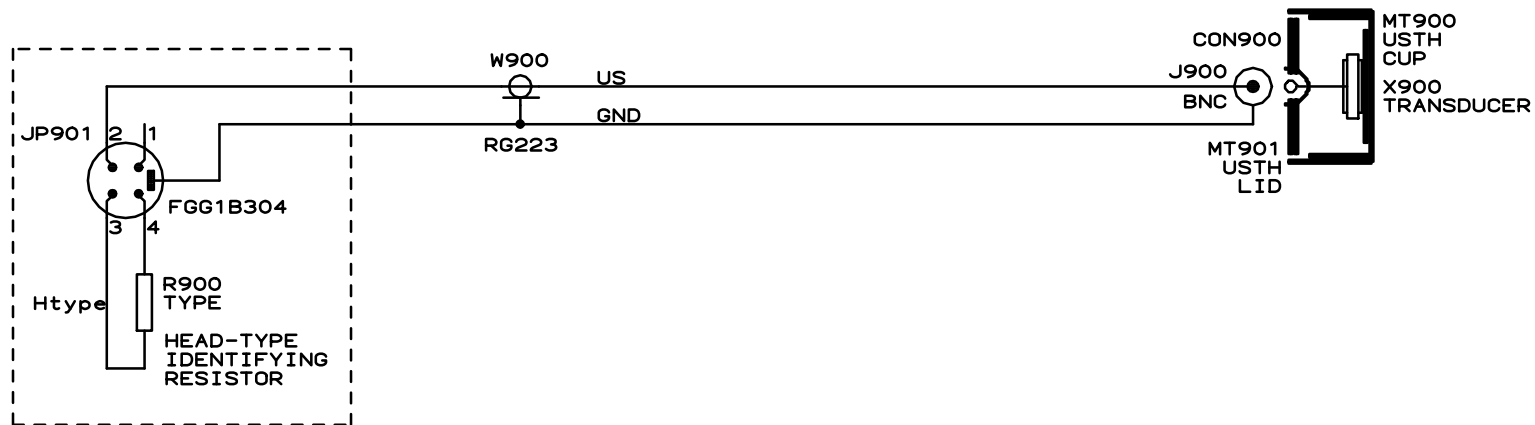 W900
US
GND
RG223
JP901
2
1
3
4
FGG1B304
Htype
R900
TYPE
HEAD-TYPE
IDENTIFYING
RESISTOR
CON900
J900
BNC
MT901
USTH
LID
MT900
USTH
CUP
X900
TRANSDUCER